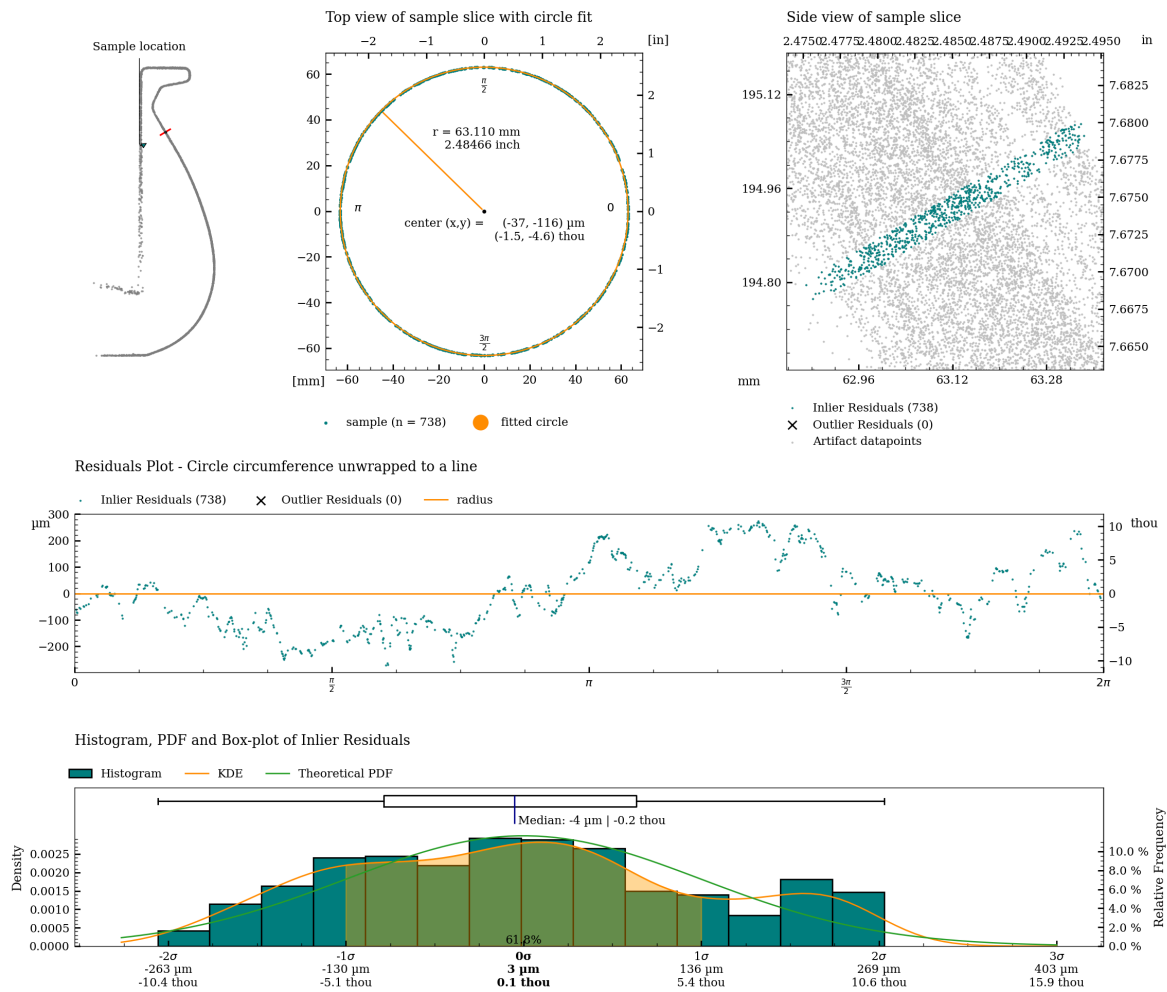 Sample location
Top view of sample slice with circle fit
−2 −1 0 1 2 [in]
60
40
20
0
−20
−40
−60
2
1
0
−1
−2
π/2
r = 63.110 mm
2.48466 inch
π
0
center (x,y) = (-37, -116) µm
(-1.5, -4.6) thou
3π/2
[mm] −60 −40 −20 0 20 40 60
sample (n = 738) fitted circle
Side view of sample slice
2.4750 2.4775 2.4800 2.4825 2.4850 2.4875 2.4900 2.4925 2.4950 in
195.12
194.96
194.80
7.6825
7.6800
7.6775
7.6750
7.6725
7.6700
7.6675
7.6650
mm 62.96 63.12 63.28
Inlier Residuals (738)
Outlier Residuals (0)
Artifact datapoints
Residuals Plot - Circle circumference unwrapped to a line
Inlier Residuals (738) Outlier Residuals (0) radius
µm
300
200
100
0
−100
−200
thou
10
5
0
−5
−10
0 π/2 π 3π/2 2π
Histogram, PDF and Box-plot of Inlier Residuals
Histogram KDE Theoretical PDF
Median: -4 µm | -0.2 thou
Density
0.0025
0.0020
0.0015
0.0010
0.0005
0.0000
Relative Frequency
10.0 %
8.0 %
6.0 %
4.0 %
2.0 %
0.0 %
61.8%
-2σ -1σ 0σ 1σ 2σ 3σ
-263 µm -130 µm 3 µm 136 µm 269 µm 403 µm
-10.4 thou -5.1 thou 0.1 thou 5.4 thou 10.6 thou 15.9 thou